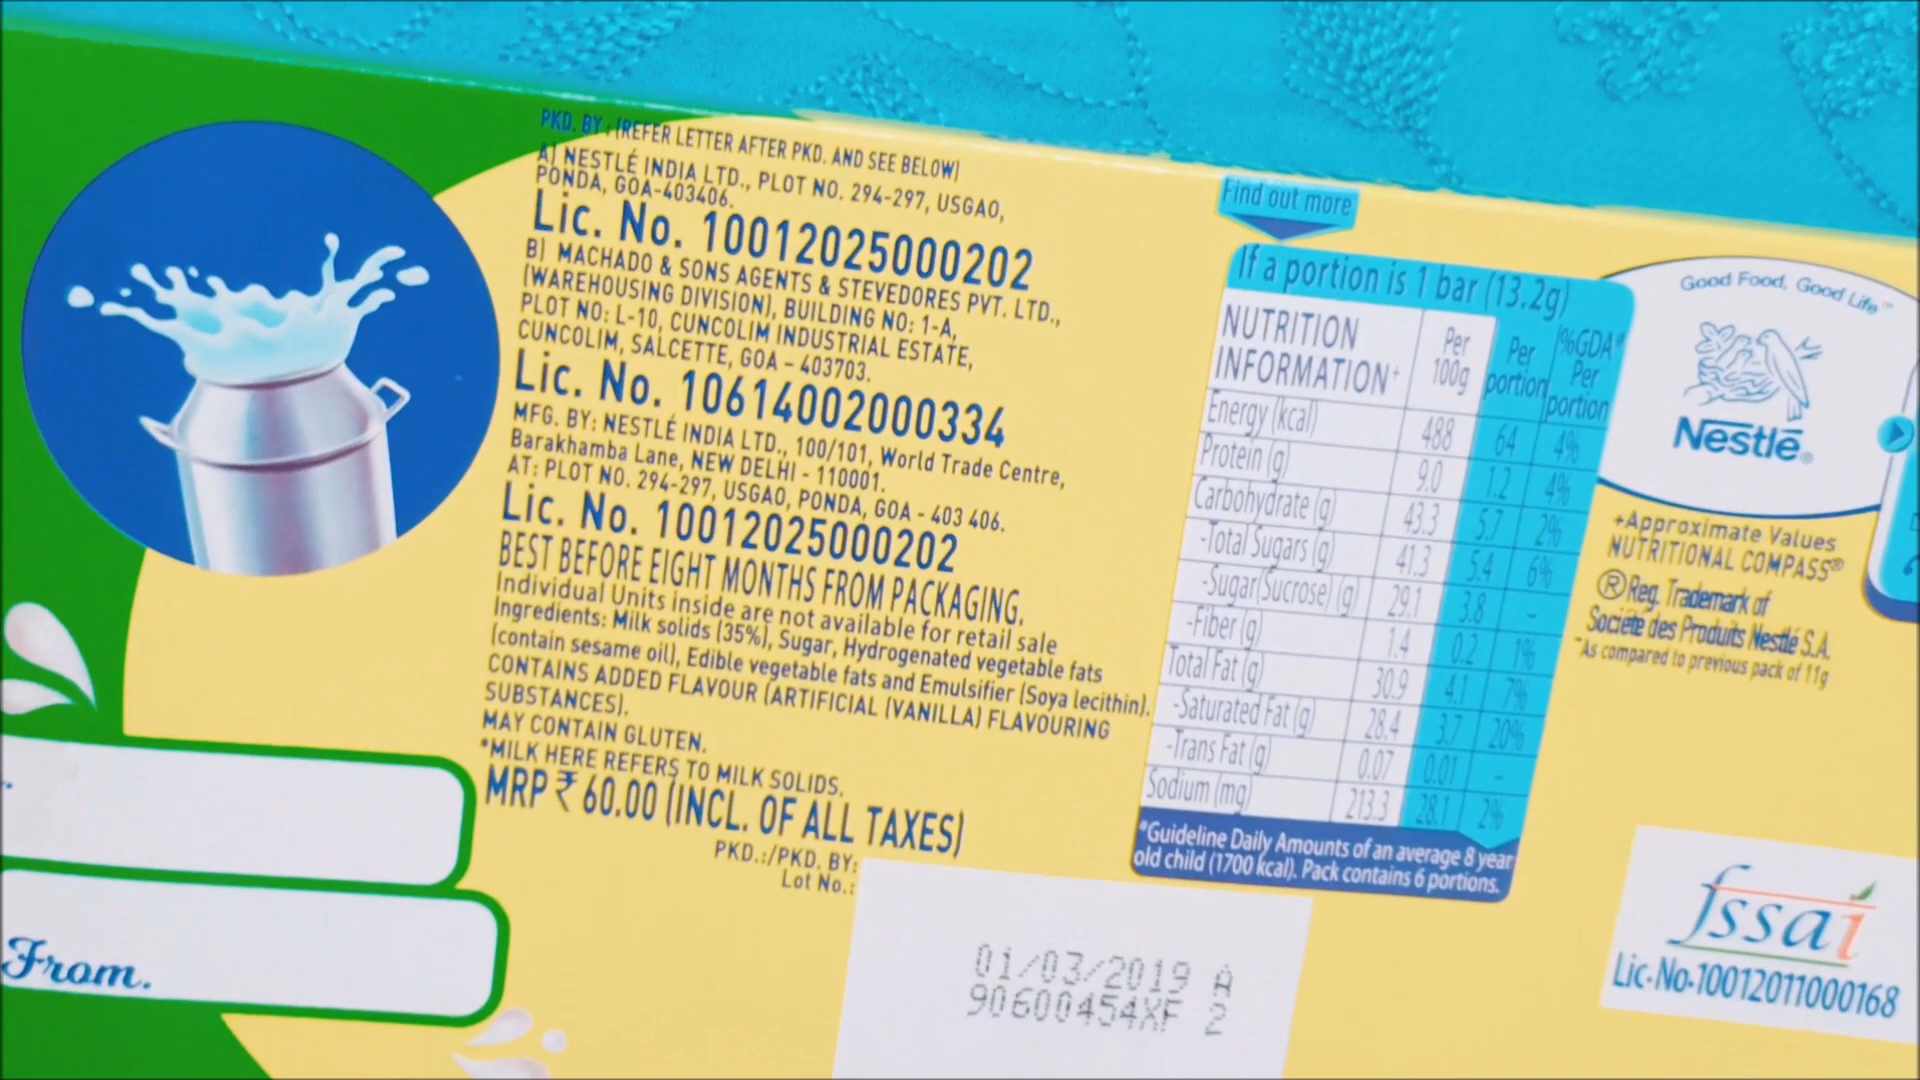 PKD. BY : (REFER LETTER AFTER PKD. AND SEE BELOW)
A) NESTLÉ INDIA LTD., PLOT NO. 294-297, USGAO,
PONDA, GOA-403406.
Lic. No. 10012025000202
B) MACHADO & SONS AGENTS & STEVEDORES PVT. LTD.,
(WAREHOUSING DIVISION), BUILDING NO: 1-A,
PLOT NO: L-10, CUNCOLIM INDUSTRIAL ESTATE,
CUNCOLIM, SALCETTE, GOA - 403703.
Lic. No. 10614002000334
MFG. BY: NESTLÉ INDIA LTD., 100/101, World Trade Centre,
Barakhamba Lane, NEW DELHI - 110001.
AT: PLOT NO. 294-297, USGAO, PONDA, GOA - 403 406.
Lic. No. 10012025000202
BEST BEFORE EIGHT MONTHS FROM PACKAGING.
Individual Units inside are not available for retail sale
Ingredients: Milk solids (35%), Sugar, Hydrogenated vegetable fats
(contain sesame oil), Edible vegetable fats and Emulsifier (Soya lecithin).
CONTAINS ADDED FLAVOUR (ARTIFICIAL (VANILLA) FLAVOURING
SUBSTANCES).
MAY CONTAIN GLUTEN.
*MILK HERE REFERS TO MILK SOLIDS.
MRP ₹ 60.00 (INCL. OF ALL TAXES)
PKD.:/PKD. BY:
Lot No.:
01/03/2019 A
90600454XF 2
From.
Find out more
If a portion is 1 bar (13.2g)
NUTRITION INFORMATION+ Per 100g Per portion %GDA* Per portion
Energy (kcal) 488 64 4%
Protein (g) 9.0 1.2 4%
Carbohydrate (g) 43.3 5.7 2%
-Total Sugars (g) 41.3 5.4 6%
-Sugar(Sucrose) (g) 29.1 3.8 -
-Fiber (g) 1.4 0.2 1%
Total Fat (g) 30.9 4.1 7%
-Saturated Fat (g) 28.4 3.7 20%
-Trans Fat (g) 0.07 0.01 -
Sodium (mg) 213.3 28.1 2%
*Guideline Daily Amounts of an average 8 year
old child (1700 kcal). Pack contains 6 portions.
Good Food, Good Life™
Nestlé®
+Approximate Values
NUTRITIONAL COMPASS®
® Reg. Trademark of
Société des Produits Nestlé S.A.
~As compared to previous pack of 11g
fssai
Lic.No.10012011000168